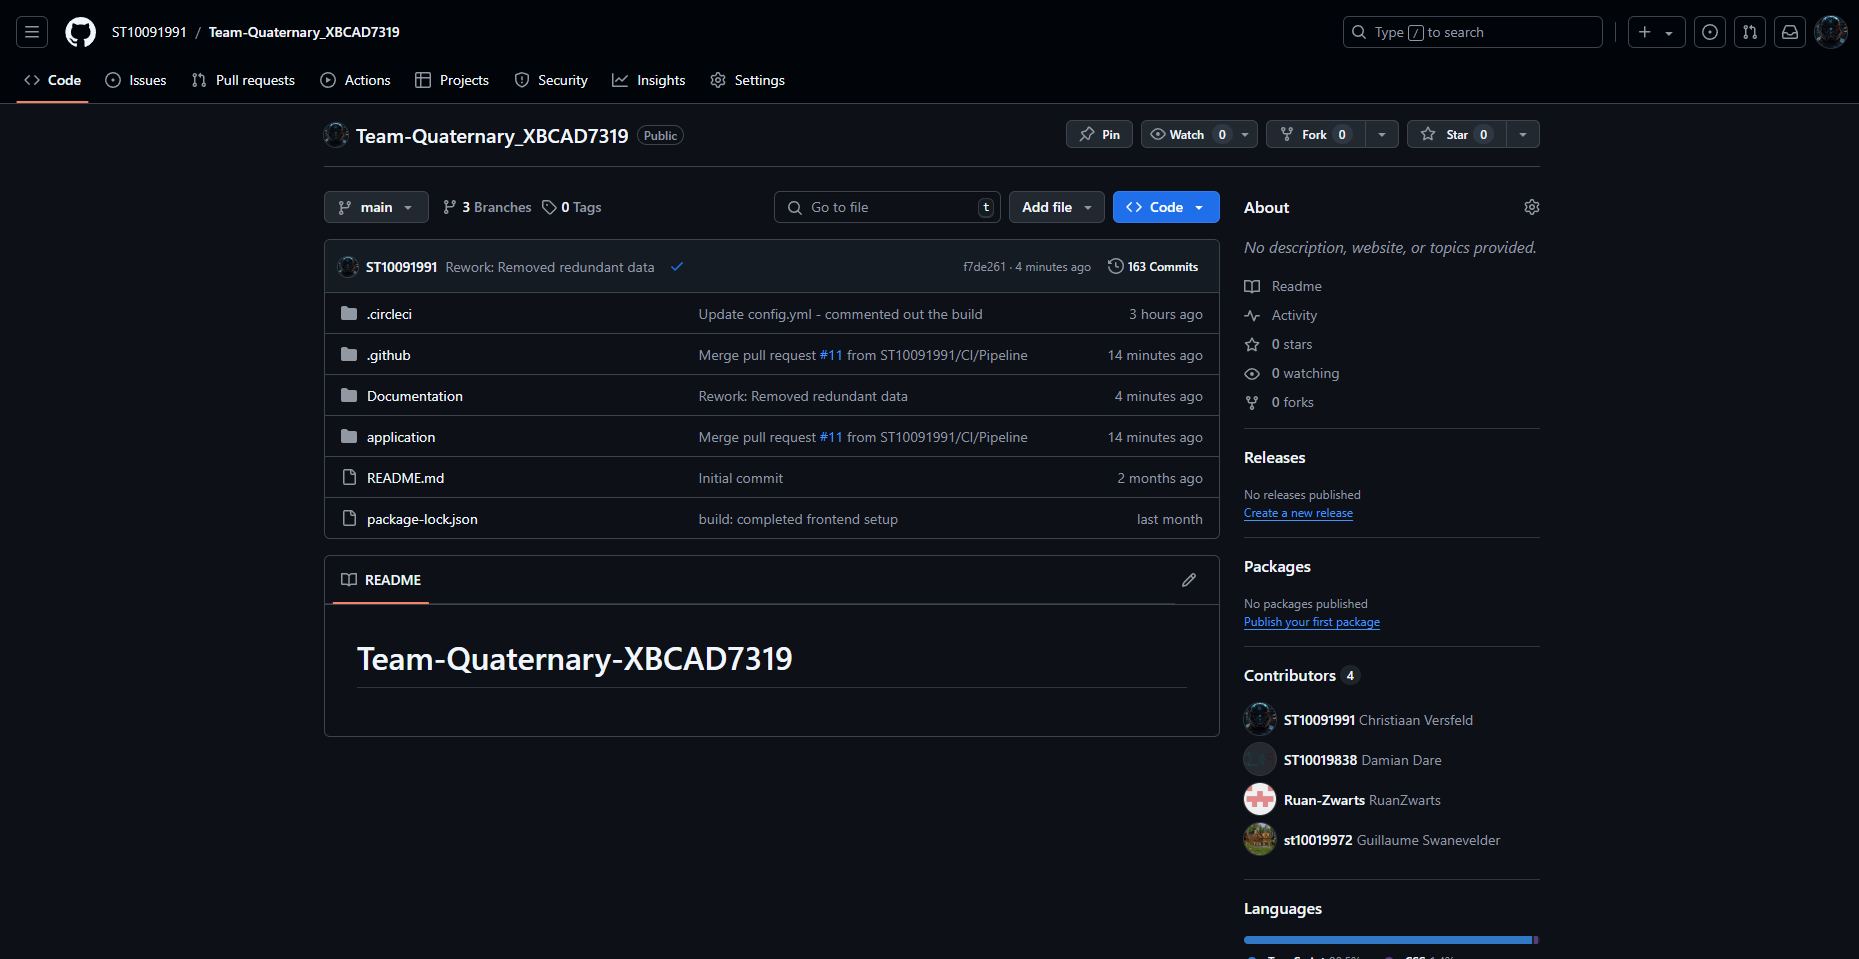 ST10091991 / Team-Quaternary_XBCAD7319
Type / to search
Code Issues Pull requests Actions Projects Security Insights Settings
Team-Quaternary_XBCAD7319 Public
Pin Watch 0 Fork 0 Star 0
main 3 Branches 0 Tags Go to file t Add file Code
ST10091991 Rework: Removed redundant data f7de261 · 4 minutes ago 163 Commits
.circleci Update config.yml - commented out the build 3 hours ago
.github Merge pull request #11 from ST10091991/CI/Pipeline 14 minutes ago
Documentation Rework: Removed redundant data 4 minutes ago
application Merge pull request #11 from ST10091991/CI/Pipeline 14 minutes ago
README.md Initial commit 2 months ago
package-lock.json build: completed frontend setup last month
README
Team-Quaternary-XBCAD7319
About
No description, website, or topics provided.
Readme
Activity
0 stars
0 watching
0 forks
Releases
No releases published
Create a new release
Packages
No packages published
Publish your first package
Contributors 4
ST10091991 Christiaan Versfeld
ST10019838 Damian Dare
Ruan-Zwarts RuanZwarts
st10019972 Guillaume Swanevelder
Languages